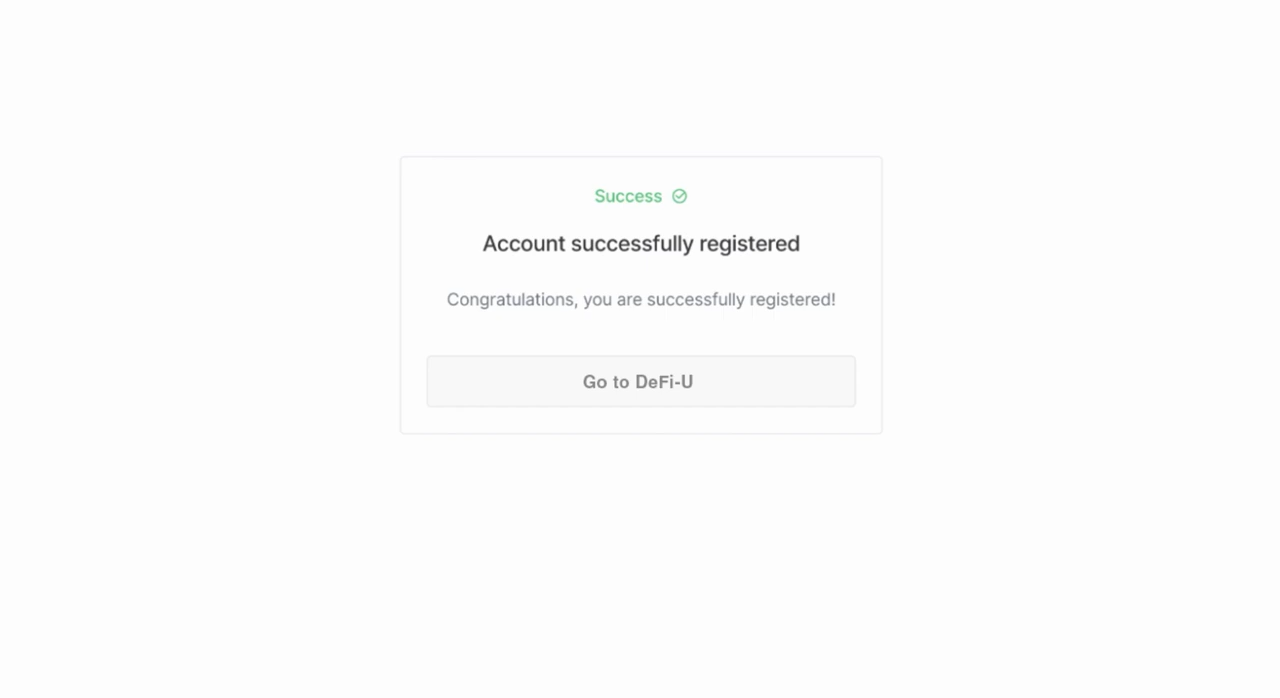 Success
Account successfully registered
Congratulations, you are successfully registered!
Go to DeFi-U